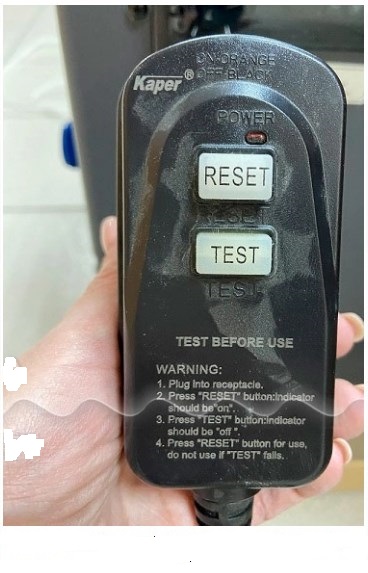 ON-ORANGE
OFF-BLACK
Kaper®
POWER
RESET
RESET
TEST
TEST
TEST BEFORE USE
WARNING:
1. Plug into receptacle.
2. Press "RESET" button:indicator
should be"on".
3. Press "TEST" button:indicator
should be "off ".
4. Press "RESET" button for use,
do not use if "TEST" fails.